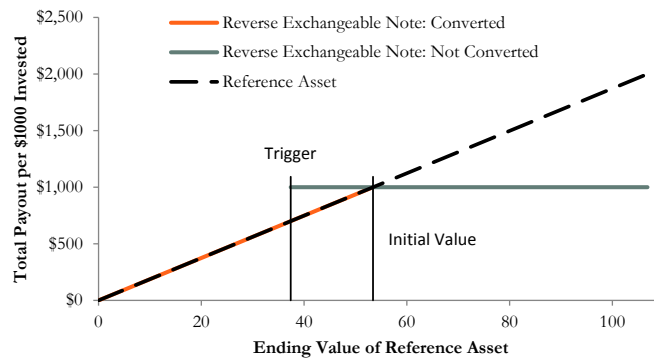 Total Payout per $1000 Invested
$2,500
$2,000
$1,500
$1,000
$500
$0
Reverse Exchangeable Note: Converted
Reverse Exchangeable Note: Not Converted
Reference Asset
Trigger
Initial Value
0
20
40
60
80
100
Ending Value of Reference Asset